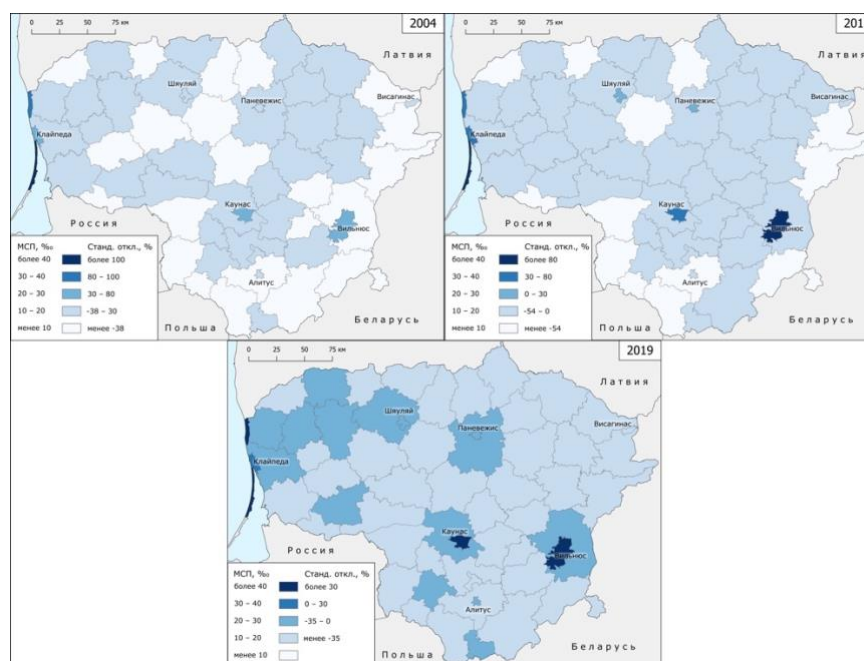 2004
0 25 50 75 км
Латвия
Шяуляй
Паневежис
Висагинас
Клайпеда
Каунас
Вильнюс
Россия
Алитус
Польша
Беларусь
МСП, ‰ Станд. откл., %
более 40 более 100
30 – 40 80 – 100
20 – 30 30 – 80
10 – 20 -38 – 30
менее 10 менее -38
0 25 50 75 км
Латвия
Шяуляй
Паневежис
Висагинас
Клайпеда
Каунас
Вильнюс
Россия
Алитус
Польша
Беларусь
МСП, ‰ Станд. откл., %
более 40 более 80
30 – 40 30 – 80
20 – 30 0 – 30
10 – 20 -54 – 0
менее 10 менее -54
2019
0 25 50 75 км
Латвия
Шяуляй
Паневежис
Висагинас
Клайпеда
Каунас
Вильнюс
Россия
Алитус
Польша
Беларусь
МСП, ‰ Станд. откл., %
более 40 более 30
30 – 40 0 – 30
20 – 30 -35 – 0
10 – 20 менее -35
менее 10